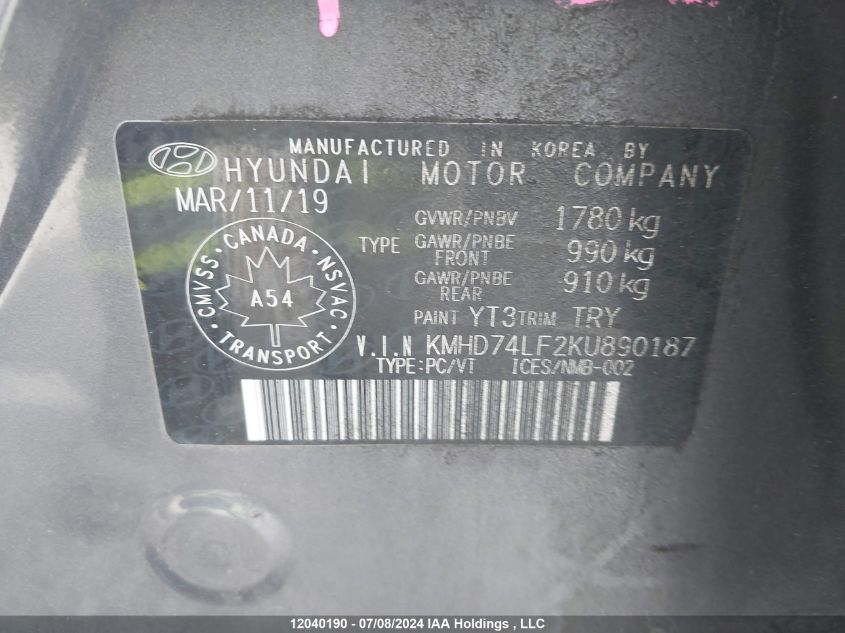 MANUFACTURED IN KOREA BY
HYUNDAI MOTOR COMPANY
MAR/11/19
GVWR/PNBV 1780 kg
TYPE GAWR/PNBE FRONT 990 kg
GAWR/PNBE REAR 910 kg
CANADA
CMVSS NSVAC
A54
TRANSPORT
PAINT YT3 TRIM TRY
V.I.N KMHD74LF2KU890187
TYPE:PC/VT ICES/NMB-002
12040190 - 07/08/2024 IAA Holdings , LLC